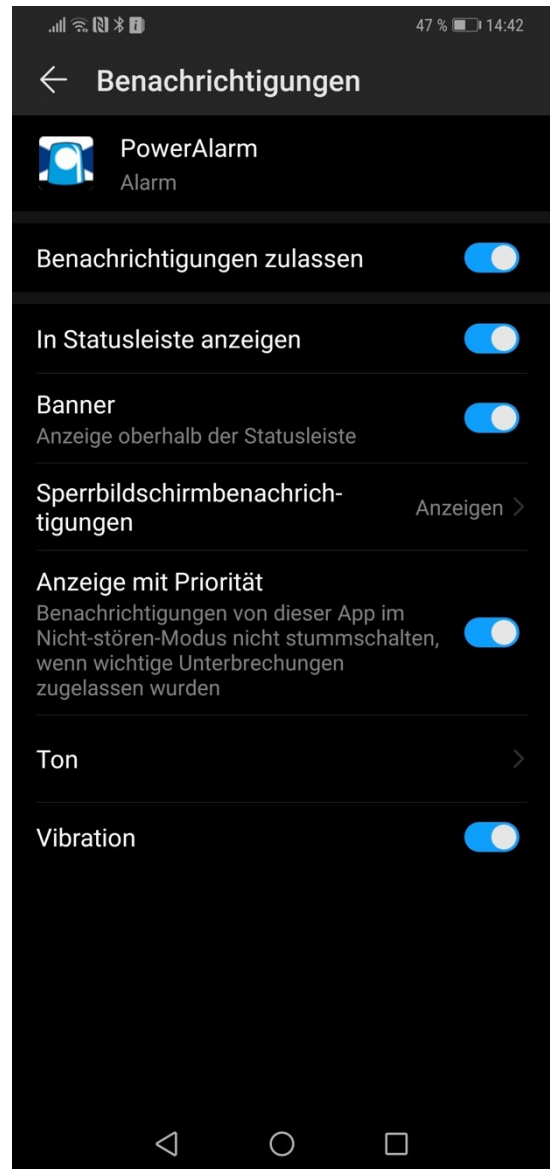 47 % 14:42
Benachrichtigungen
PowerAlarm
Alarm
Benachrichtigungen zulassen
In Statusleiste anzeigen
Banner
Anzeige oberhalb der Statusleiste
Sperrbildschirmbenachrich-
tigungen
Anzeigen
Anzeige mit Priorität
Benachrichtigungen von dieser App im
Nicht-stören-Modus nicht stummschalten,
wenn wichtige Unterbrechungen
zugelassen wurden
Ton
Vibration